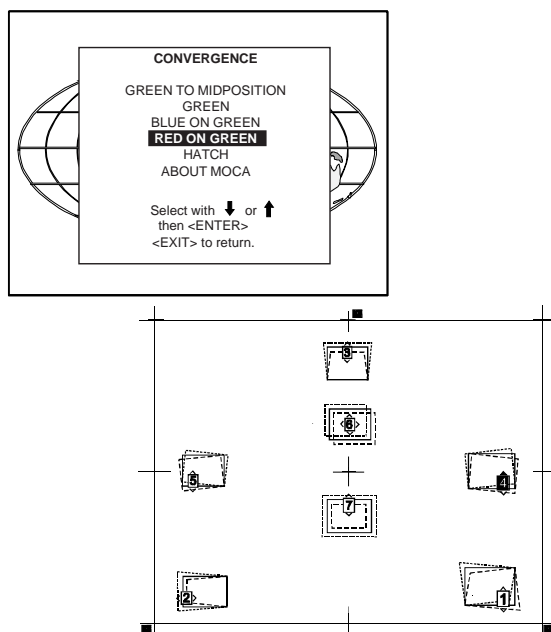 CONVERGENCE
GREEN TO MIDPOSITION
GREEN
BLUE ON GREEN
RED ON GREEN
HATCH
ABOUT MOCA
Select with ⬇ or ⬆
then <ENTER>
<EXIT> to return.
3
6
5
4
7
2
1